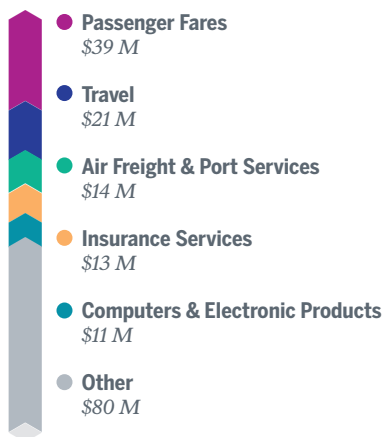 Passenger Fares
$39 M
Travel
$21 M
Air Freight & Port Services
$14 M
Insurance Services
$13 M
Computers & Electronic Products
$11 M
Other
$80 M